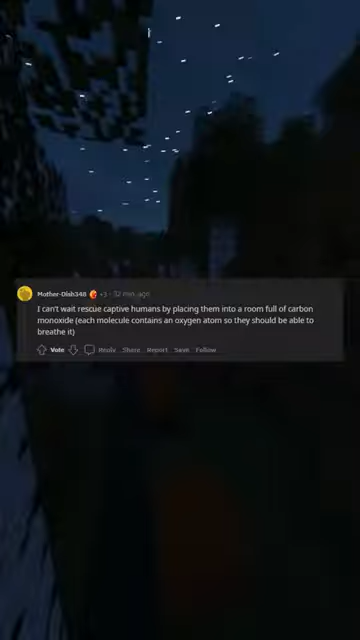 Mother-Dish348 +3 · 32 min. ago
I can't wait rescue captive humans by placing them into a room full of carbon
monoxide (each molecule contains an oxygen atom so they should be able to
breathe it)
Vote Reply Share Report Save Follow